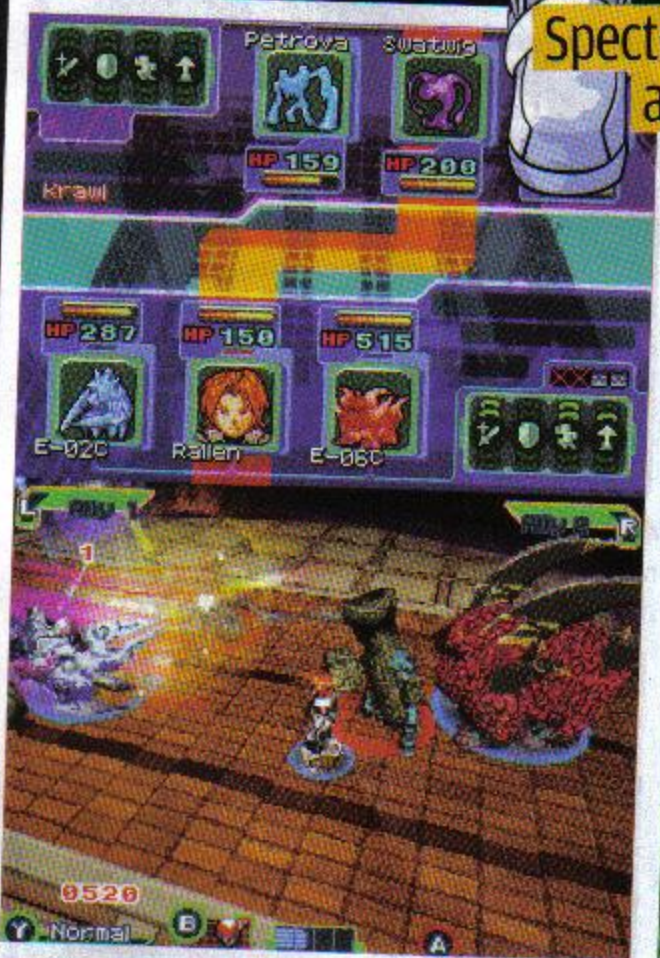 Spect
a
Petrova Swatwig
HP 159 HP 200
Krawl
HP 287 HP 150 HP 515
E-02C Rallen E-06C
L R
1
0520
Y Normal B A